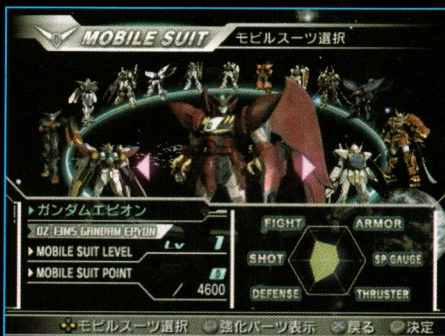 MOBILE SUIT モビルスーツ選択
ガンダムエピオン
OZ-13MS GANDAM EPYON
MOBILE SUIT LEVEL Lv 1
MOBILE SUIT POINT 0
/ 4600
FIGHT ARMOR
SHOT SP GAUGE
DEFENSE THRUSTER
モビルスーツ選択 強化パーツ表示 戻る 決定